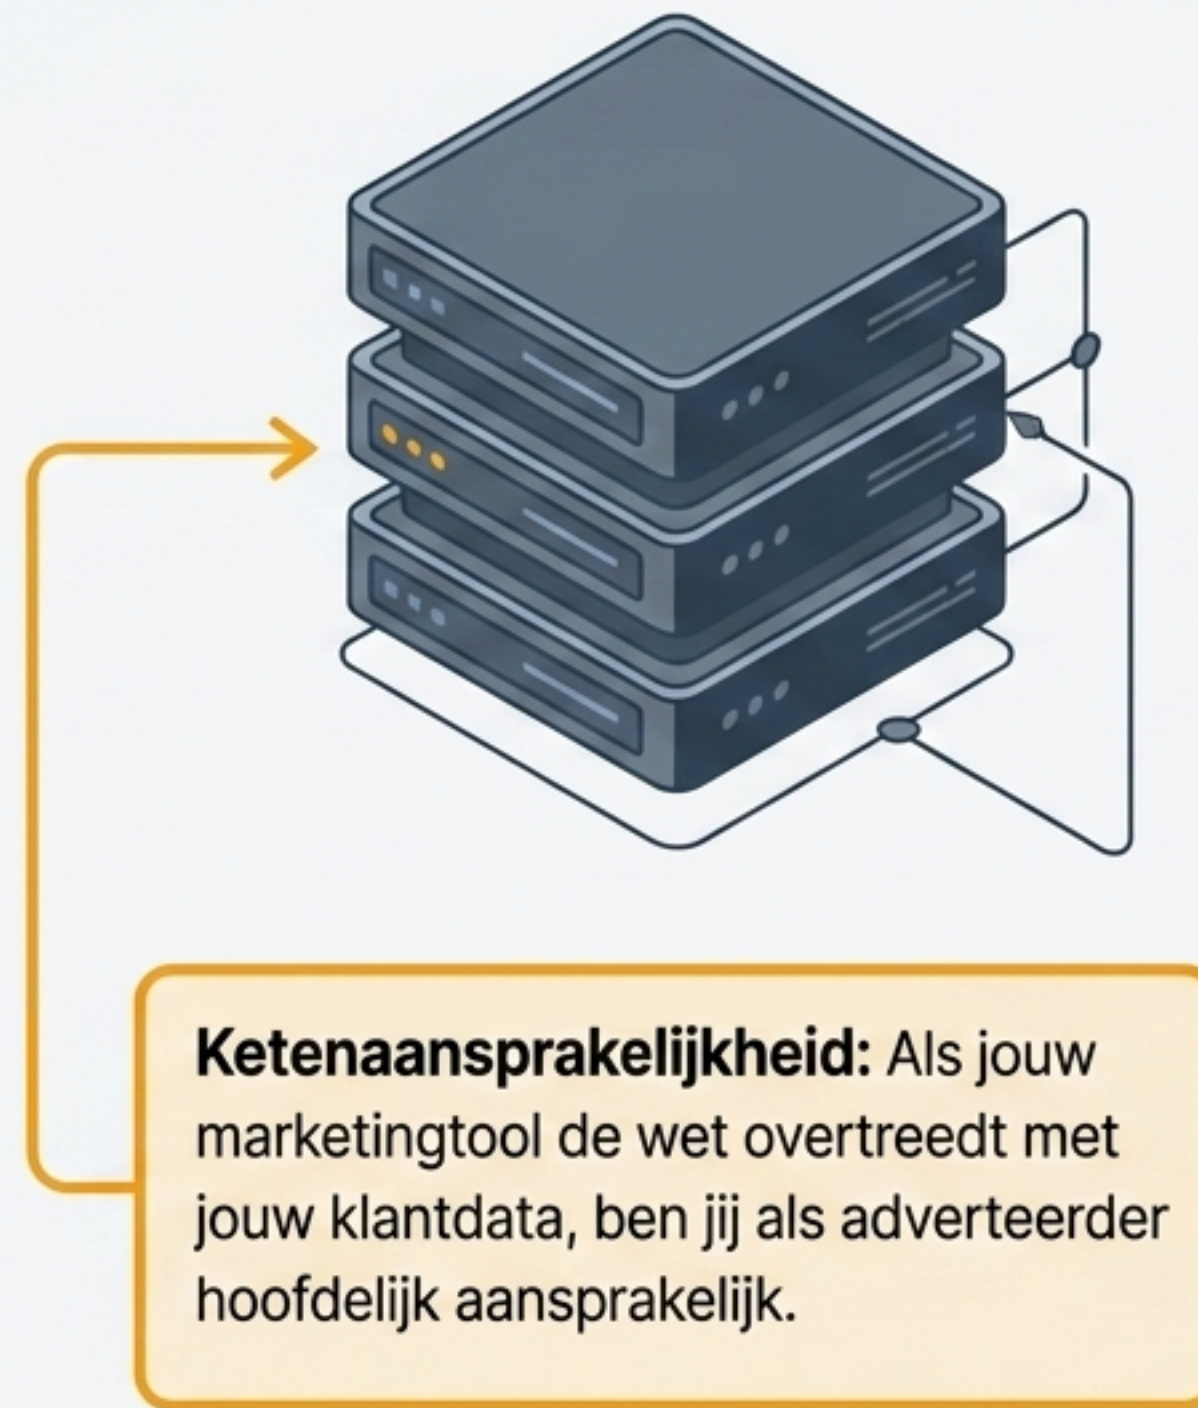 Ketenaansprakelijkheid: Als jouw
marketingtool de wet overtreedt met
jouw klantdata, ben jij als adverteerder
hoofdelijk aansprakelijk.